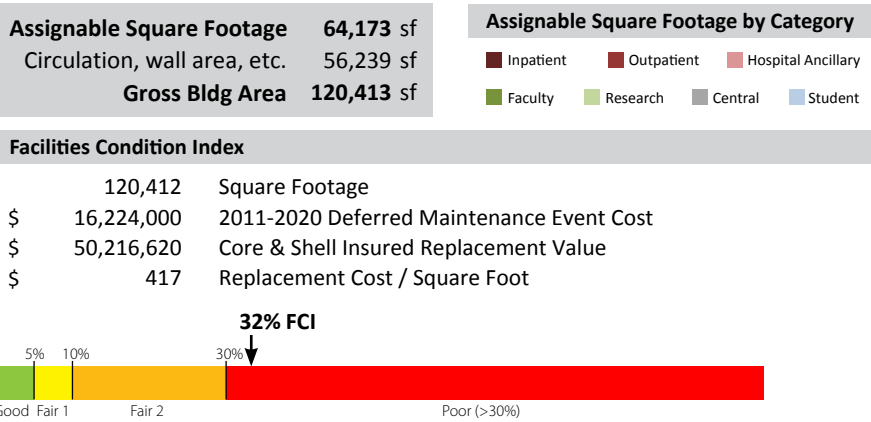 Assignable Square Footage 64,173 sf
Circulation, wall area, etc. 56,239 sf
Gross Bldg Area 120,413 sf
Assignable Square Footage by Category
Inpatient Outpatient Hospital Ancillary
Faculty Research Central Student
Facilities Condition Index
120,412 Square Footage
$ 16,224,000 2011-2020 Deferred Maintenance Event Cost
$ 50,216,620 Core & Shell Insured Replacement Value
$ 417 Replacement Cost / Square Foot
32% FCI
5% 10% 30%
Good Fair 1 Fair 2 Poor (>30%)